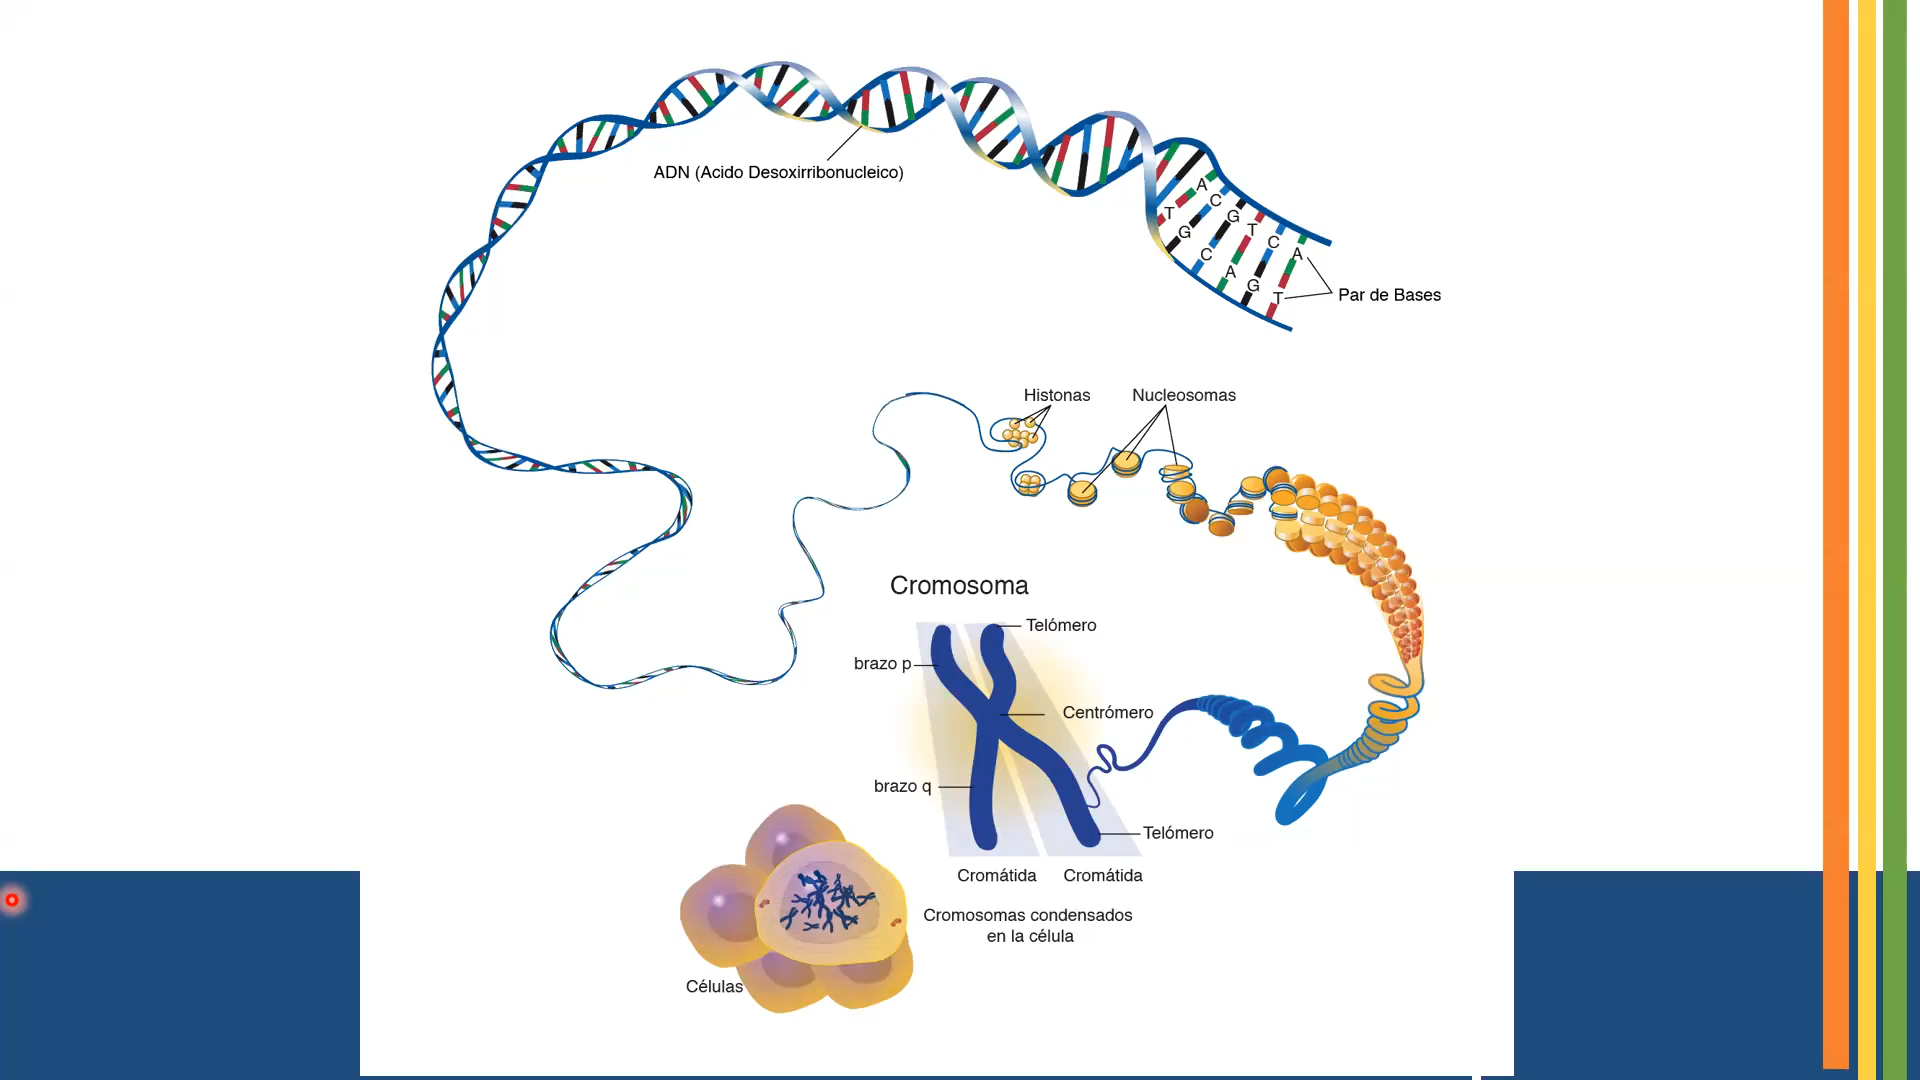 ADN (Acido Desoxirribonucleico)
A
C
G
T
C
A
T
G
C
A
G
T
Par de Bases
Histonas
Nucleosomas
Cromosoma
Telómero
brazo p
Centrómero
brazo q
Telómero
Cromátida
Cromátida
Cromosomas condensados
en la célula
Células